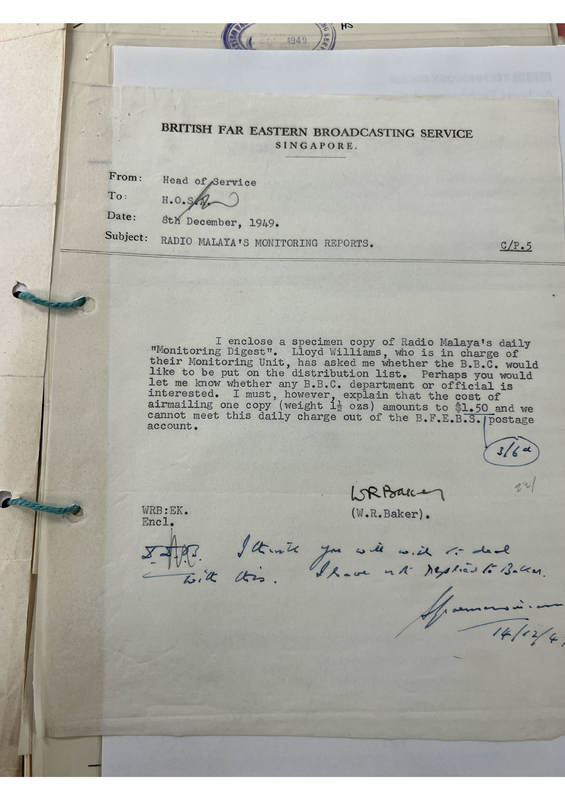 1949
BRITISH FAR EASTERN BROADCASTING SERVICE
SINGAPORE.
From: Head of Service
To: H.O.S.
Date: 8th December, 1949.
Subject: RADIO MALAYA'S MONITORING REPORTS. C/P.5
I enclose a specimen copy of Radio Malaya's daily
"Monitoring Digest". Lloyd Williams, who is in charge of
their Monitoring Unit, has asked me whether the B.B.C. would
like to be put on the distribution list. Perhaps you would
let me know whether any B.B.C. department or official is
interested. I must, however, explain that the cost of
airmailing one copy (weight 1½ ozs) amounts to $1.50 and we
cannot meet this daily charge out of the B.F.E.B.S. postage
account.
3/6d
WRBaker
WRB:EK. (W.R.Baker).
Encl.
I think you will wish to deal
with this. I have not replied to Baker.
14/12/4